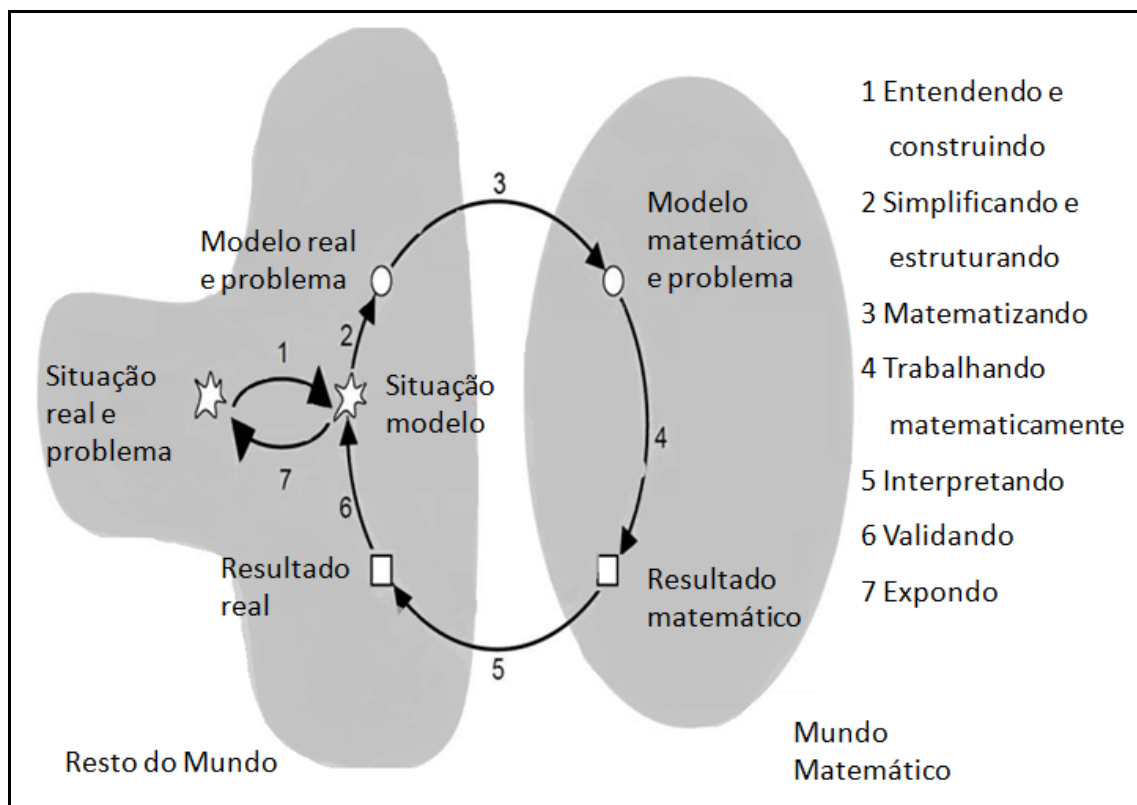 1 Entendendo e
construindo
2 Simplificando e
estruturando
3 Matematizando
4 Trabalhando
matematicamente
5 Interpretando
6 Validando
7 Expondo
3
Modelo real
e problema
Modelo
matemático
e problema
2
1
Situação
real e
problema
Situação
modelo
4
7
6
Resultado
real
Resultado
matemático
5
Resto do Mundo
Mundo
Matemático